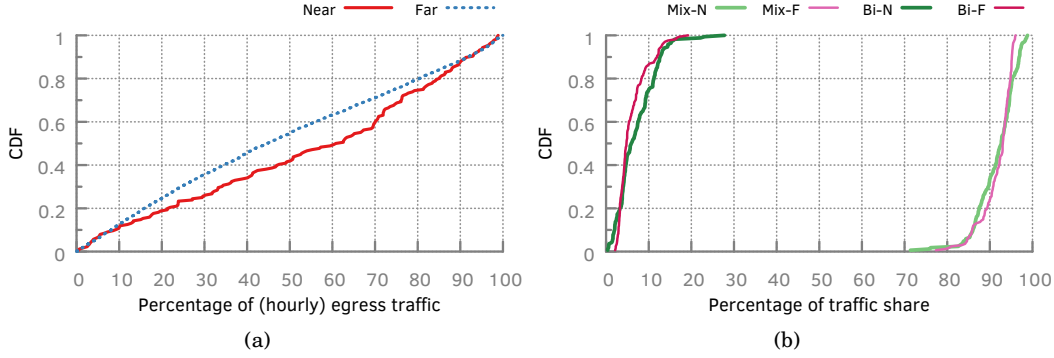 Near Far
CDF
1
0.8
0.6
0.4
0.2
0
0 10 20 30 40 50 60 70 80 90 100
Percentage of (hourly) egress traffic
(a)
Mix-N Mix-F Bi-N Bi-F
CDF
1
0.8
0.6
0.4
0.2
0
0 10 20 30 40 50 60 70 80 90 100
Percentage of traffic share
(b)